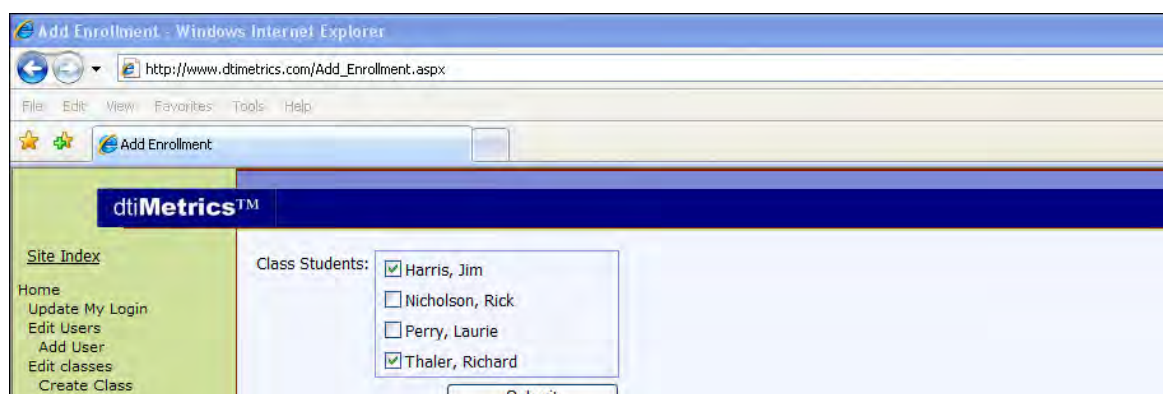 Add Enrollment - Windows Internet Explorer
http://www.dtimetrics.com/Add_Enrollment.aspx
File Edit View Favorites Tools Help
Add Enrollment
dtiMetrics™
Site Index
Home
Update My Login
Edit Users
Add User
Edit classes
Create Class
Class Students:
Harris, Jim
Nicholson, Rick
Perry, Laurie
Thaler, Richard